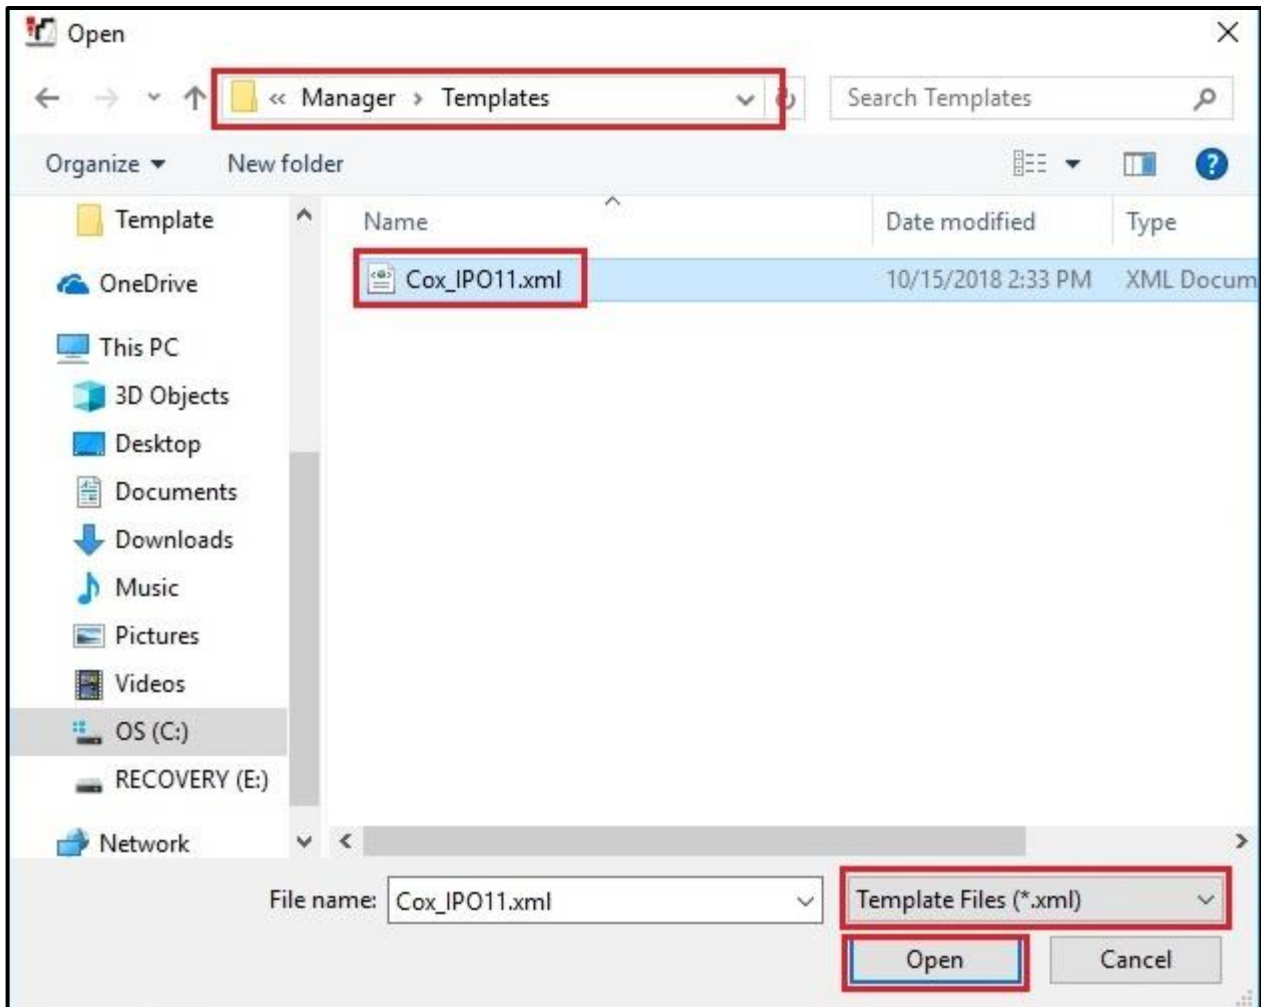 Open
« Manager > Templates
Search Templates
Organize
New folder
Name
Date modified
Type
Template
OneDrive
This PC
3D Objects
Desktop
Documents
Downloads
Music
Pictures
Videos
OS (C:)
RECOVERY (E:)
Network
Cox_IPO11.xml
10/15/2018 2:33 PM
XML Docum
File name:
Cox_IPO11.xml
Template Files (*.xml)
Open
Cancel